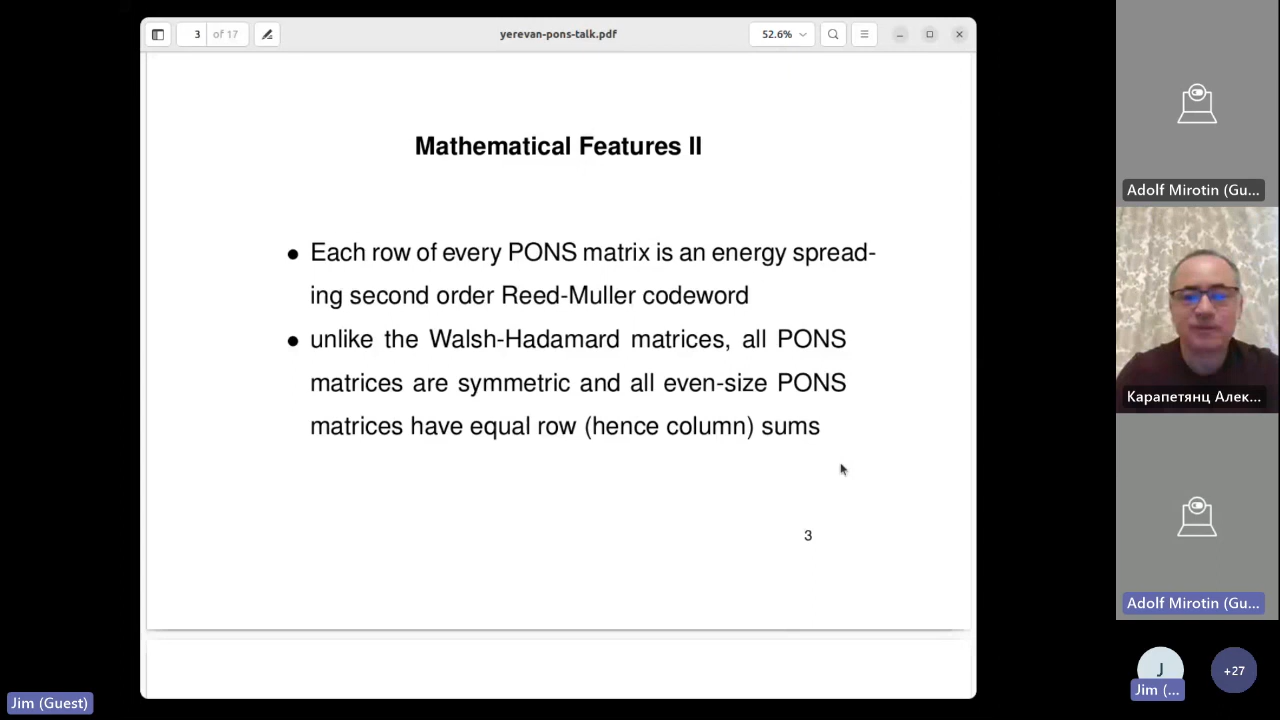 3 of 17
yerevan-pons-talk.pdf
52.6%
Mathematical Features II
• Each row of every PONS matrix is an energy spread-
ing second order Reed-Muller codeword
• unlike the Walsh-Hadamard matrices, all PONS
matrices are symmetric and all even-size PONS
matrices have equal row (hence column) sums
3
Adolf Mirotin (Gu...
Карапетянц Алек...
Adolf Mirotin (Gu...
J
Jim (...
+27
Jim (Guest)